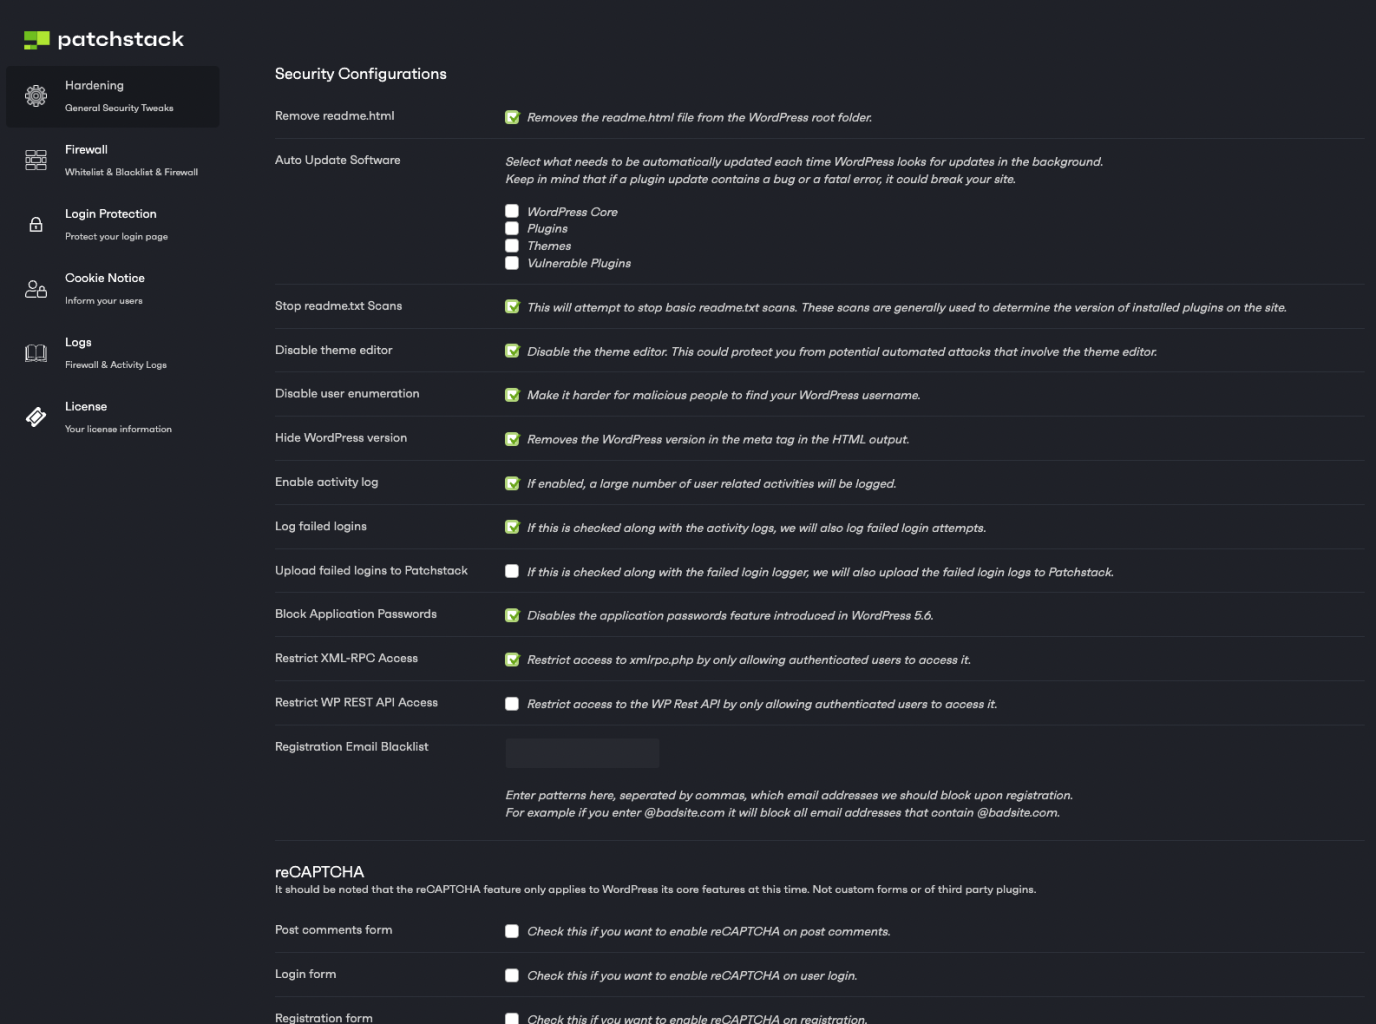 patchstack
Hardening
General Security Tweaks
Firewall
Whitelist & Blacklist & Firewall
Login Protection
Protect your login page
Cookie Notice
Inform your users
Logs
Firewall & Activity Logs
License
Your license information
Security Configurations
Remove readme.html
Removes the readme.html file from the WordPress root folder.
Auto Update Software
Select what needs to be automatically updated each time WordPress looks for updates in the background.
Keep in mind that if a plugin update contains a bug or a fatal error, it could break your site.
WordPress Core
Plugins
Themes
Vulnerable Plugins
Stop readme.txt Scans
This will attempt to stop basic readme.txt scans. These scans are generally used to determine the version of installed plugins on the site.
Disable theme editor
Disable the theme editor. This could protect you from potential automated attacks that involve the theme editor.
Disable user enumeration
Make it harder for malicious people to find your WordPress username.
Hide WordPress version
Removes the WordPress version in the meta tag in the HTML output.
Enable activity log
If enabled, a large number of user related activities will be logged.
Log failed logins
If this is checked along with the activity logs, we will also log failed login attempts.
Upload failed logins to Patchstack
If this is checked along with the failed login logger, we will also upload the failed login logs to Patchstack.
Block Application Passwords
Disables the application passwords feature introduced in WordPress 5.6.
Restrict XML-RPC Access
Restrict access to xmlrpc.php by only allowing authenticated users to access it.
Restrict WP REST API Access
Restrict access to the WP Rest API by only allowing authenticated users to access it.
Registration Email Blacklist
Enter patterns here, seperated by commas, which email addresses we should block upon registration.
For example if you enter @badsite.com it will block all email addresses that contain @badsite.com.
reCAPTCHA
It should be noted that the reCAPTCHA feature only applies to WordPress its core features at this time. Not custom forms or of third party plugins.
Post comments form
Check this if you want to enable reCAPTCHA on post comments.
Login form
Check this if you want to enable reCAPTCHA on user login.
Registration form
Check this if you want to enable reCAPTCHA on registration.